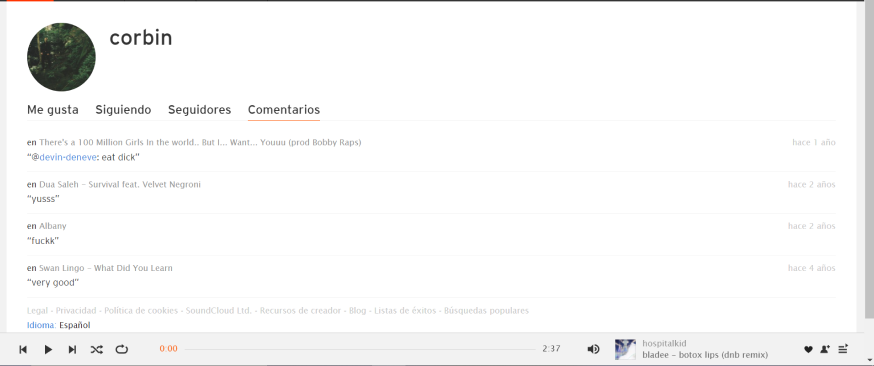 corbin
Me gusta Siguiendo Seguidores Comentarios
en There's a 100 Million Girls In the world.. But I... Want... Youuu (prod Bobby Raps) hace 1 año
“@devin-deneve: eat dick”
en Dua Saleh – Survival feat. Velvet Negroni hace 2 años
“yusss”
en Albany hace 2 años
“fuckk”
en Swan Lingo – What Did You Learn hace 4 años
“very good”
Legal - Privacidad - Política de cookies - SoundCloud Ltd. - Recursos de creador - Blog - Listas de éxitos - Búsquedas populares
Idioma: Español
0:00 2:37
hospitalkid
bladee – botox lips (dnb remix)